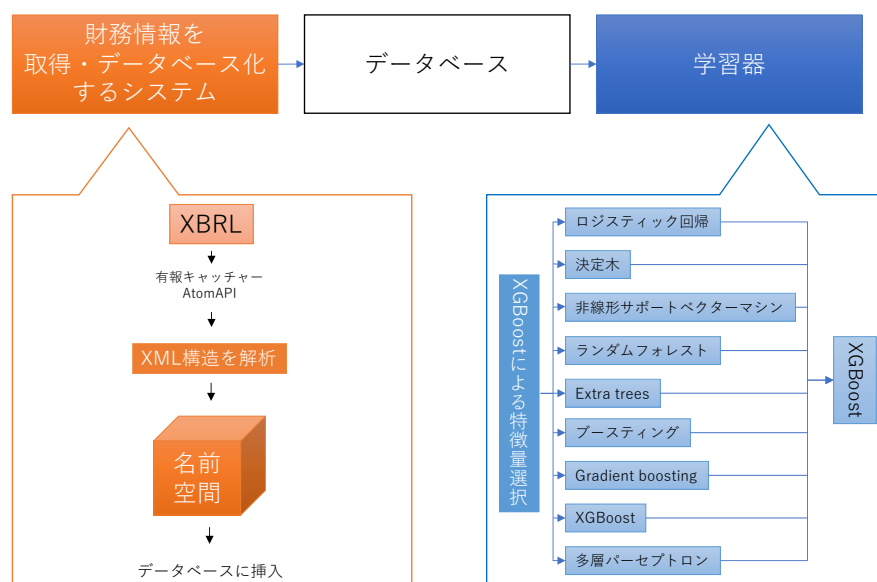 財務情報を
取得・データベース化
するシステム
データベース
学習器
XBRL
有報キャッチャー
AtomAPI
XML構造を解析
名前
空間
データベースに挿入
XGBoostによる特徴量選択
ロジスティック回帰
決定木
非線形サポートベクターマシン
ランダムフォレスト
Extra trees
ブースティング
Gradient boosting
XGBoost
多層パーセプトロン
XGBoost